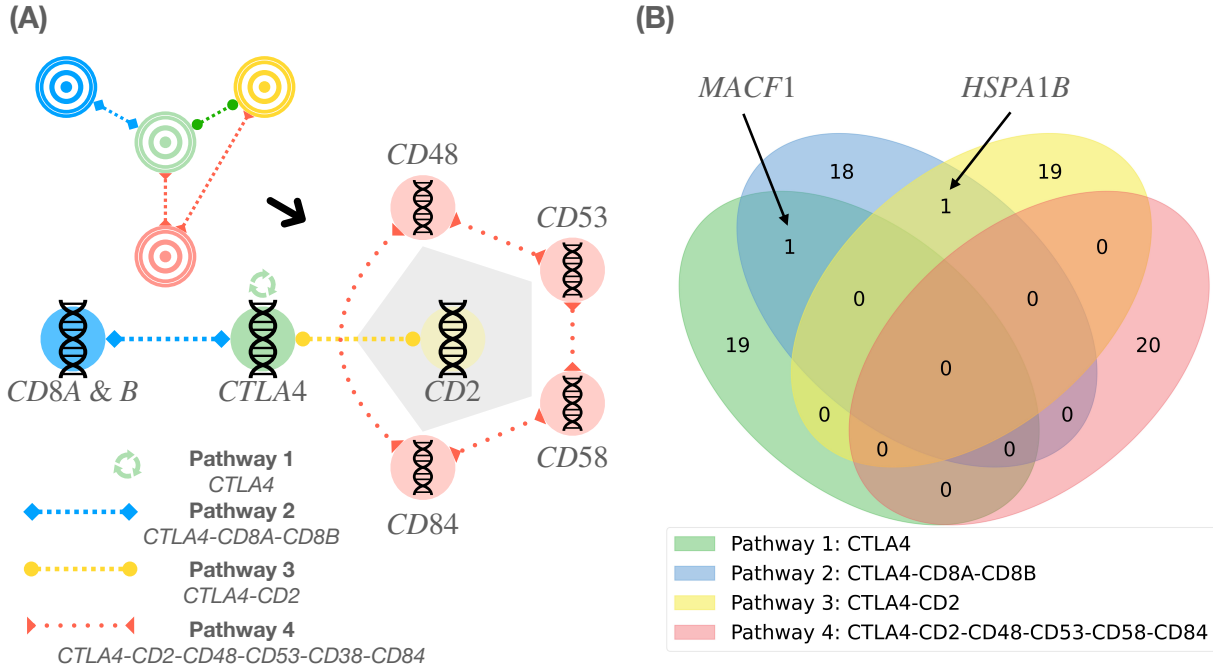 (A)
CD48
CD53
CD8A & B
CTLA4
CD2
CD58
CD84
Pathway 1
CTLA4
Pathway 2
CTLA4-CD8A-CD8B
Pathway 3
CTLA4-CD2
Pathway 4
CTLA4-CD2-CD48-CD53-CD38-CD84
(B)
MACF1
HSPA1B
18
19
1
1
0
0
0
19
20
0
0
0
0
0
0
Pathway 1: CTLA4
Pathway 2: CTLA4-CD8A-CD8B
Pathway 3: CTLA4-CD2
Pathway 4: CTLA4-CD2-CD48-CD53-CD58-CD84